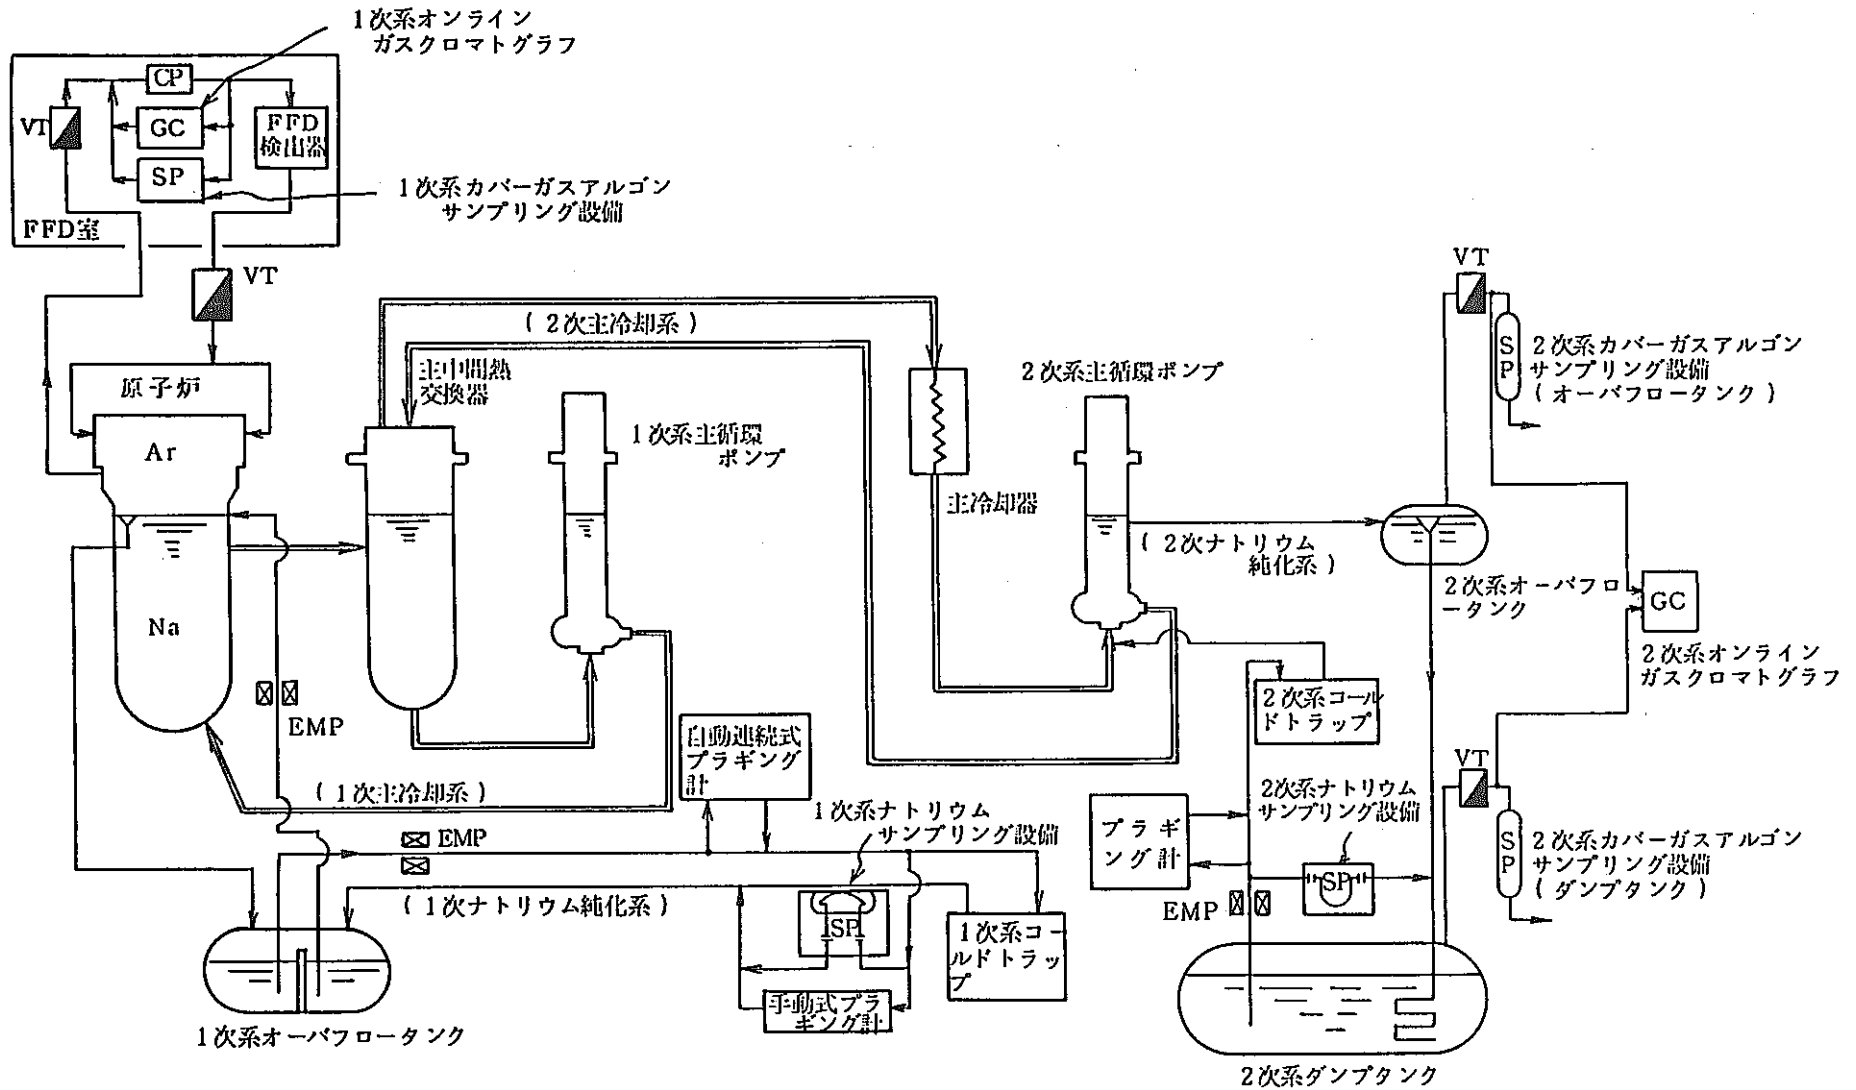 1次系オンライン
ガスクロマトグラフ
CP
VT
GC
FFD
検出器
SP
1次系カバーガスアルゴン
サンプリング設備
FFD室
VT
原子炉
Ar
Na
(2次主冷却系)
主中間熱
交換器
1次系主循環
ポンプ
主冷却器
2次系主循環ポンプ
(2次ナトリウム
純化系)
VT
SP
2次系カバーガスアルゴン
サンプリング設備
(オーバフロータンク)
2次系オーバフロ
ータンク
GC
2次系オンライン
ガスクロマトグラフ
EMP
(1次主冷却系)
自動連続式
プラギング
計
2次系コール
ドトラップ
VT
SP
2次系カバーガスアルゴン
サンプリング設備
(ダンプタンク)
EMP
1次系ナトリウム
サンプリング設備
プラギ
ング計
2次系ナトリウム
サンプリング設備
SP
EMP
(1次ナトリウム純化系)
SP
1次系コー
ルドトラッ
プ
手動式プラ
ギング計
1次系オーバフロータンク
2次系ダンプタンク